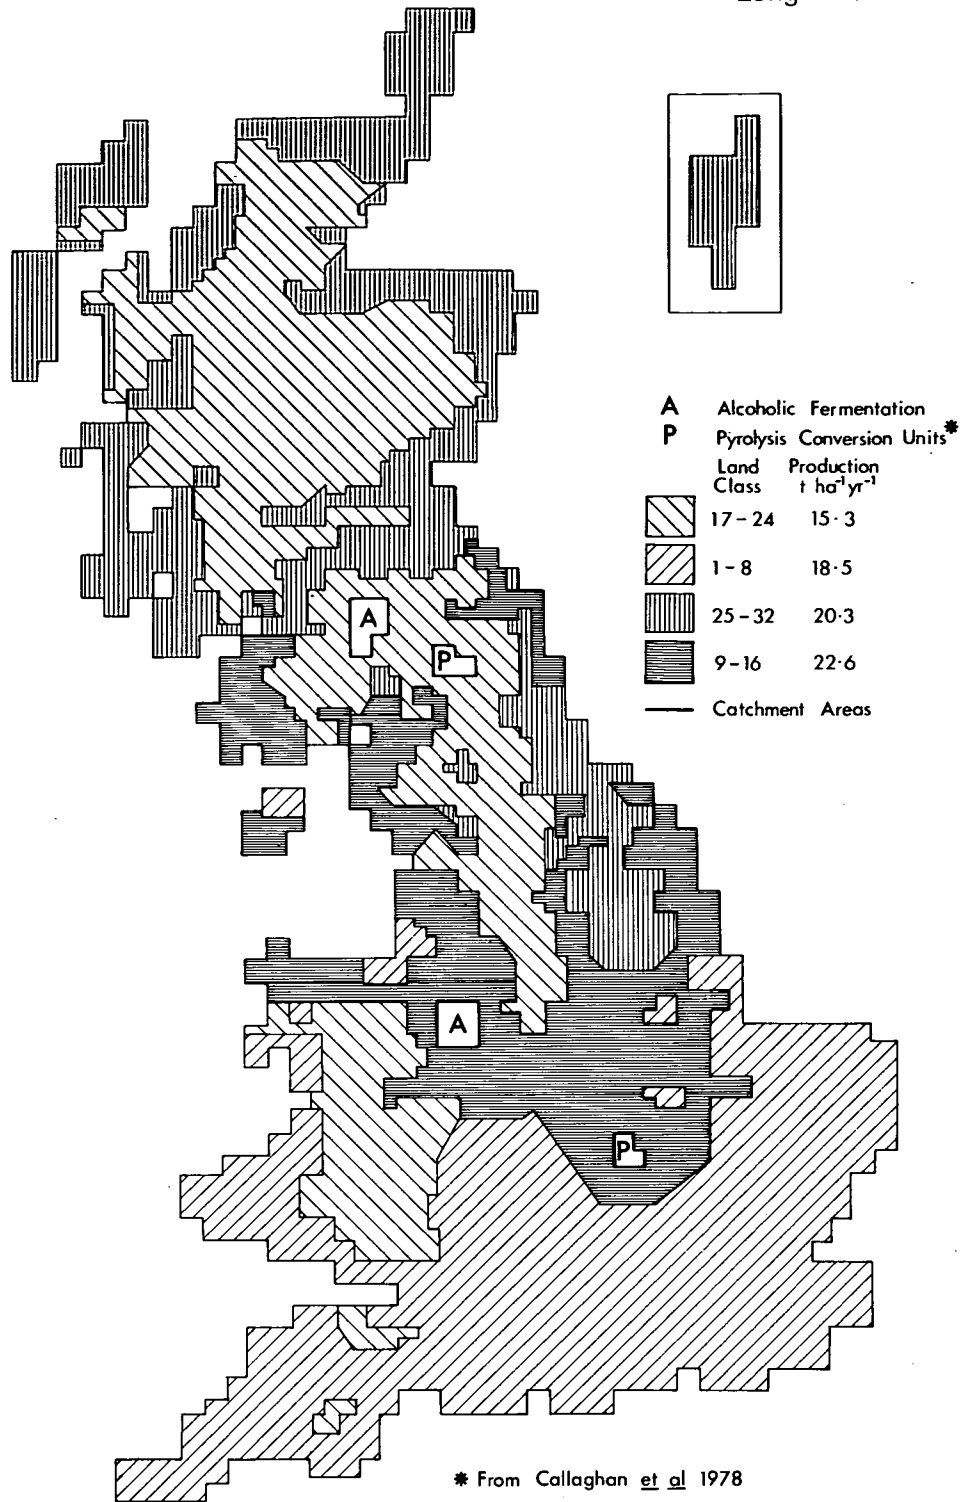 A Alcoholic Fermentation
P Pyrolysis Conversion Units*
Land Production
Class t ha⁻¹yr⁻¹
17-24 15·3
1-8 18·5
25-32 20·3
9-16 22·6
Catchment Areas
A
P
A
P
* From Callaghan et al 1978